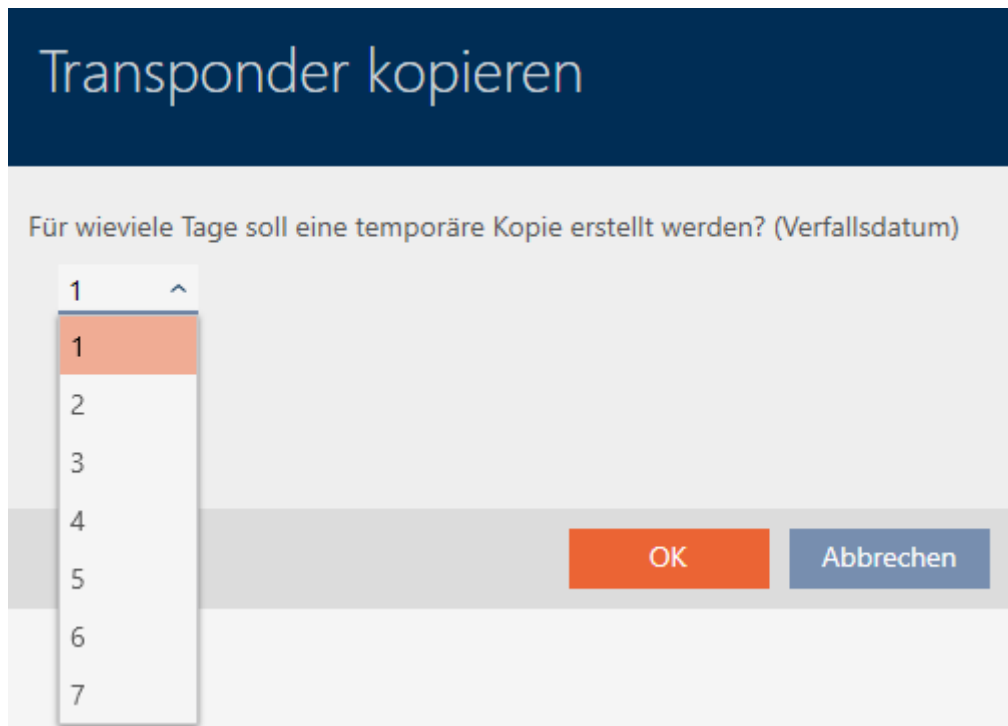 Transponder kopieren
Für wieviele Tage soll eine temporäre Kopie erstellt werden? (Verfallsdatum)
1
1
2
3
4
5
6
7
OK Abbrechen